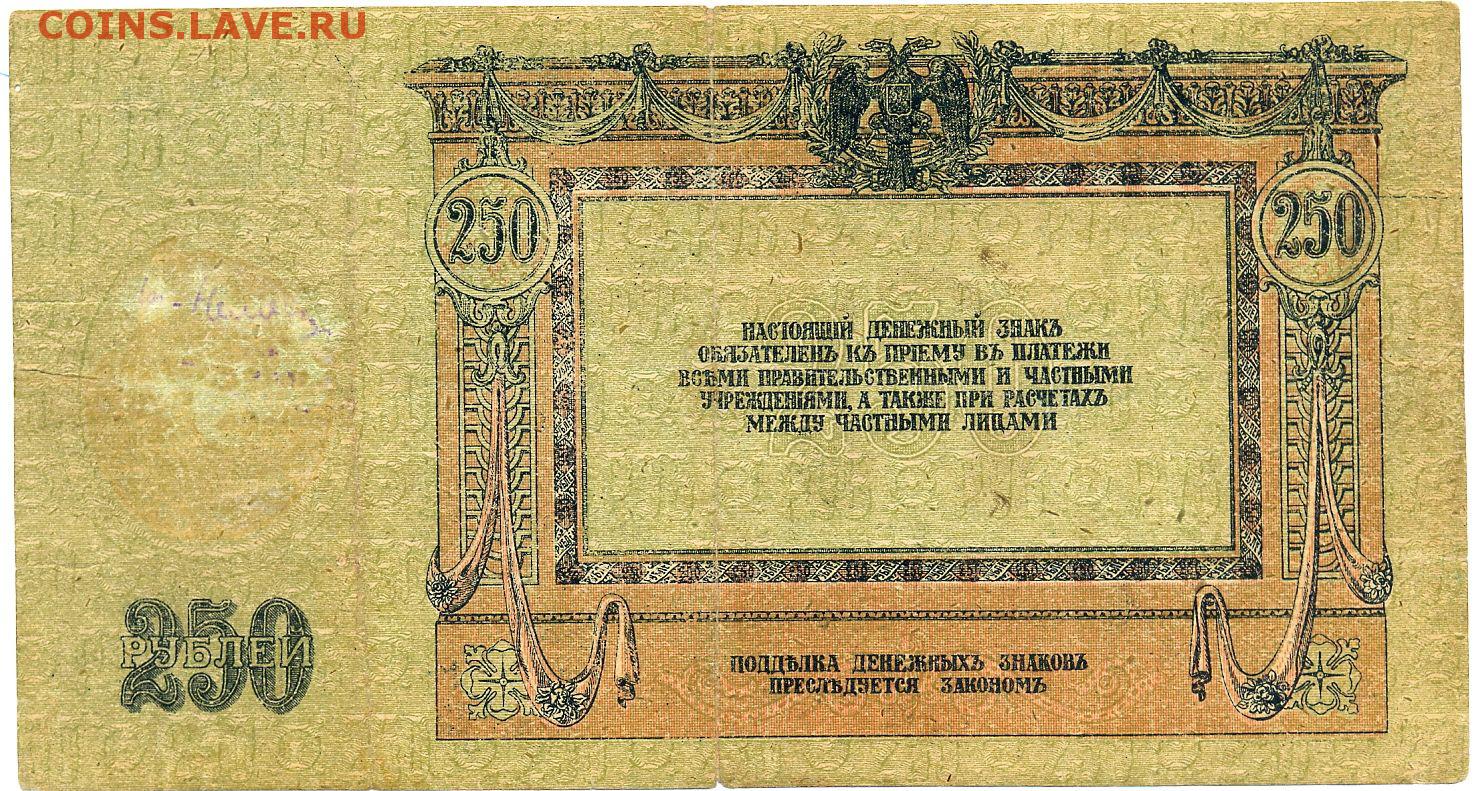 COINS.LAVE.RU
250
250
НАСТОЯЩІЙ ДЕНЕЖНЫЙ ЗНАКЪ
ОБЯЗАТЕЛЕНЪ КЪ ПРІЕМУ ВЪ ПЛАТЕЖИ
ВСѢМИ ПРАВИТЕЛЬСТВЕННЫМИ И ЧАСТНЫМИ
УЧРЕЖДЕНІЯМИ, А ТАКЖЕ ПРИ РАСЧЕТАХЪ
МЕЖДУ ЧАСТНЫМИ ЛИЦАМИ
250
250
РУБЛЕЙ
ПОДДѢЛКА ДЕНЕЖНЫХЪ ЗНАКОВЪ
ПРЕСЛѢДУЕТСЯ ЗАКОНОМЪ